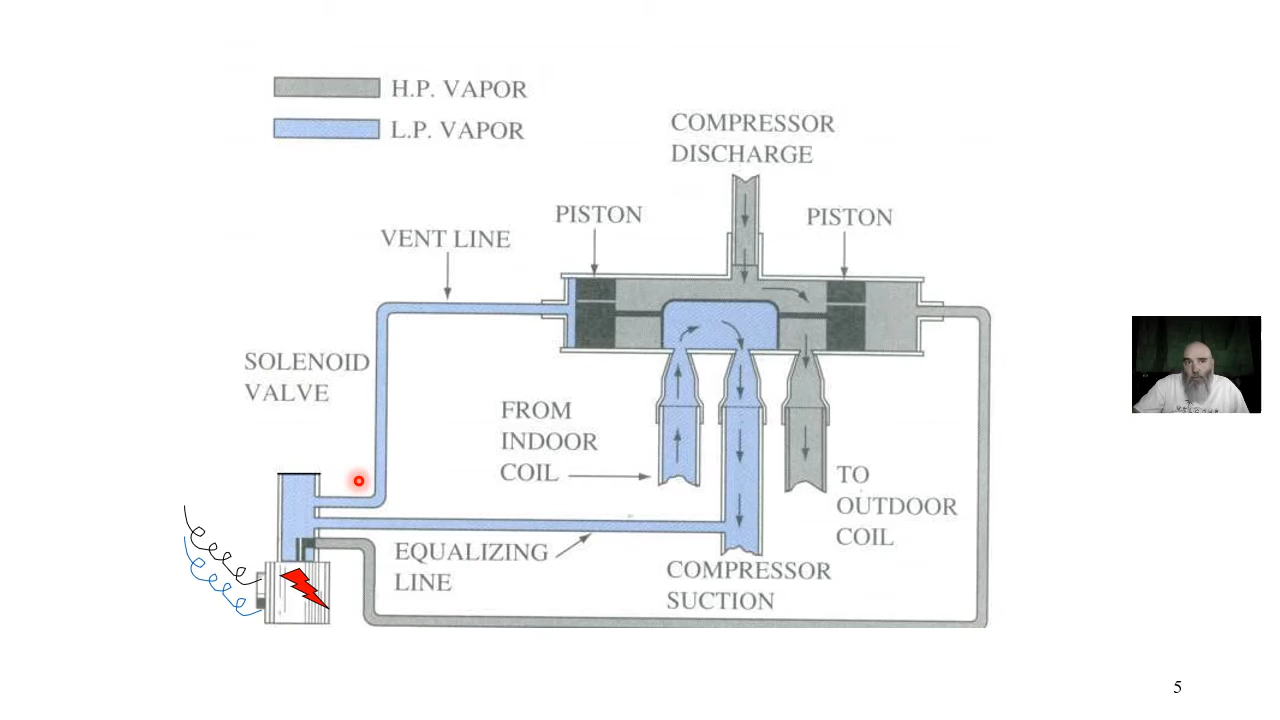 H.P. VAPOR
L.P. VAPOR
COMPRESSOR
DISCHARGE
PISTON
PISTON
VENT LINE
SOLENOID
VALVE
FROM
INDOOR
COIL
TO
OUTDOOR
COIL
EQUALIZING
LINE
COMPRESSOR
SUCTION
5